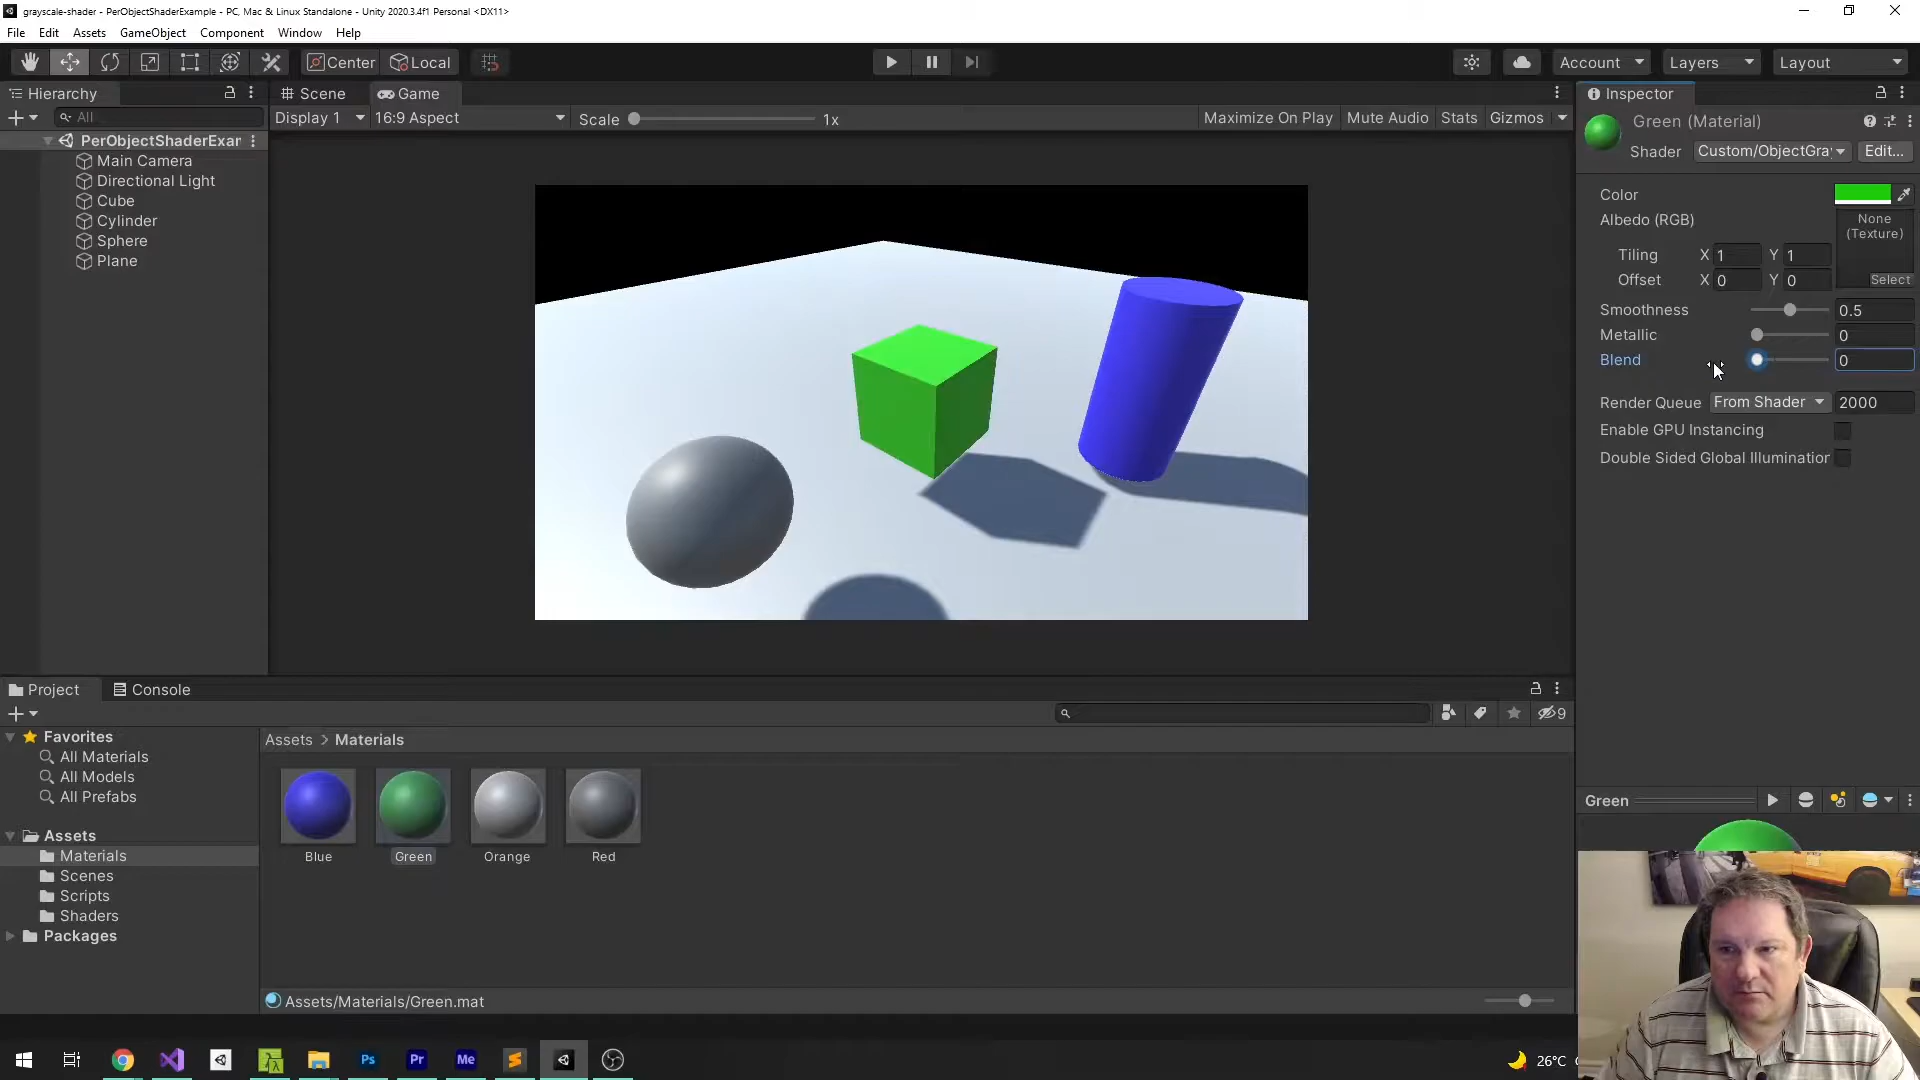 grayscale-shader - PerObjectShaderExample - PC, Mac & Linux Standalone - Unity 2020.3.4f1 Personal <DX11>
File Edit Assets GameObject Component Window Help
Center Local Account Layers Layout
Hierarchy
All
PerObjectShaderExar
Main Camera
Directional Light
Cube
Cylinder
Sphere
Plane
Scene Game
Display 1 16:9 Aspect Scale 1x Maximize On Play Mute Audio Stats Gizmos
Inspector
Green (Material)
Shader Custom/ObjectGra Edit...
Color
Albedo (RGB) None
(Texture)
Tiling X 1 Y 1
Offset X 0 Y 0 Select
Smoothness 0.5
Metallic 0
Blend 0
Render Queue From Shader 2000
Enable GPU Instancing
Double Sided Global Illumination
Project Console
9
Favorites
All Materials
All Models
All Prefabs
Assets
Materials
Scenes
Scripts
Shaders
Packages
Assets > Materials
Blue Green Orange Red
Assets/Materials/Green.mat
Green
Ps Pr Me
26°C